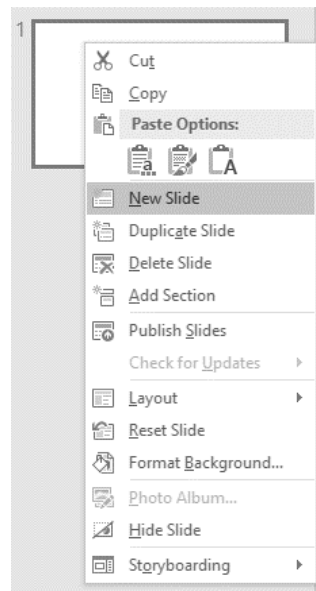 1
Cut
Copy
Paste Options:
a
A
New Slide
Duplicate Slide
Delete Slide
Add Section
Publish Slides
Check for Updates
Layout
Reset Slide
Format Background...
Photo Album...
Hide Slide
Storyboarding